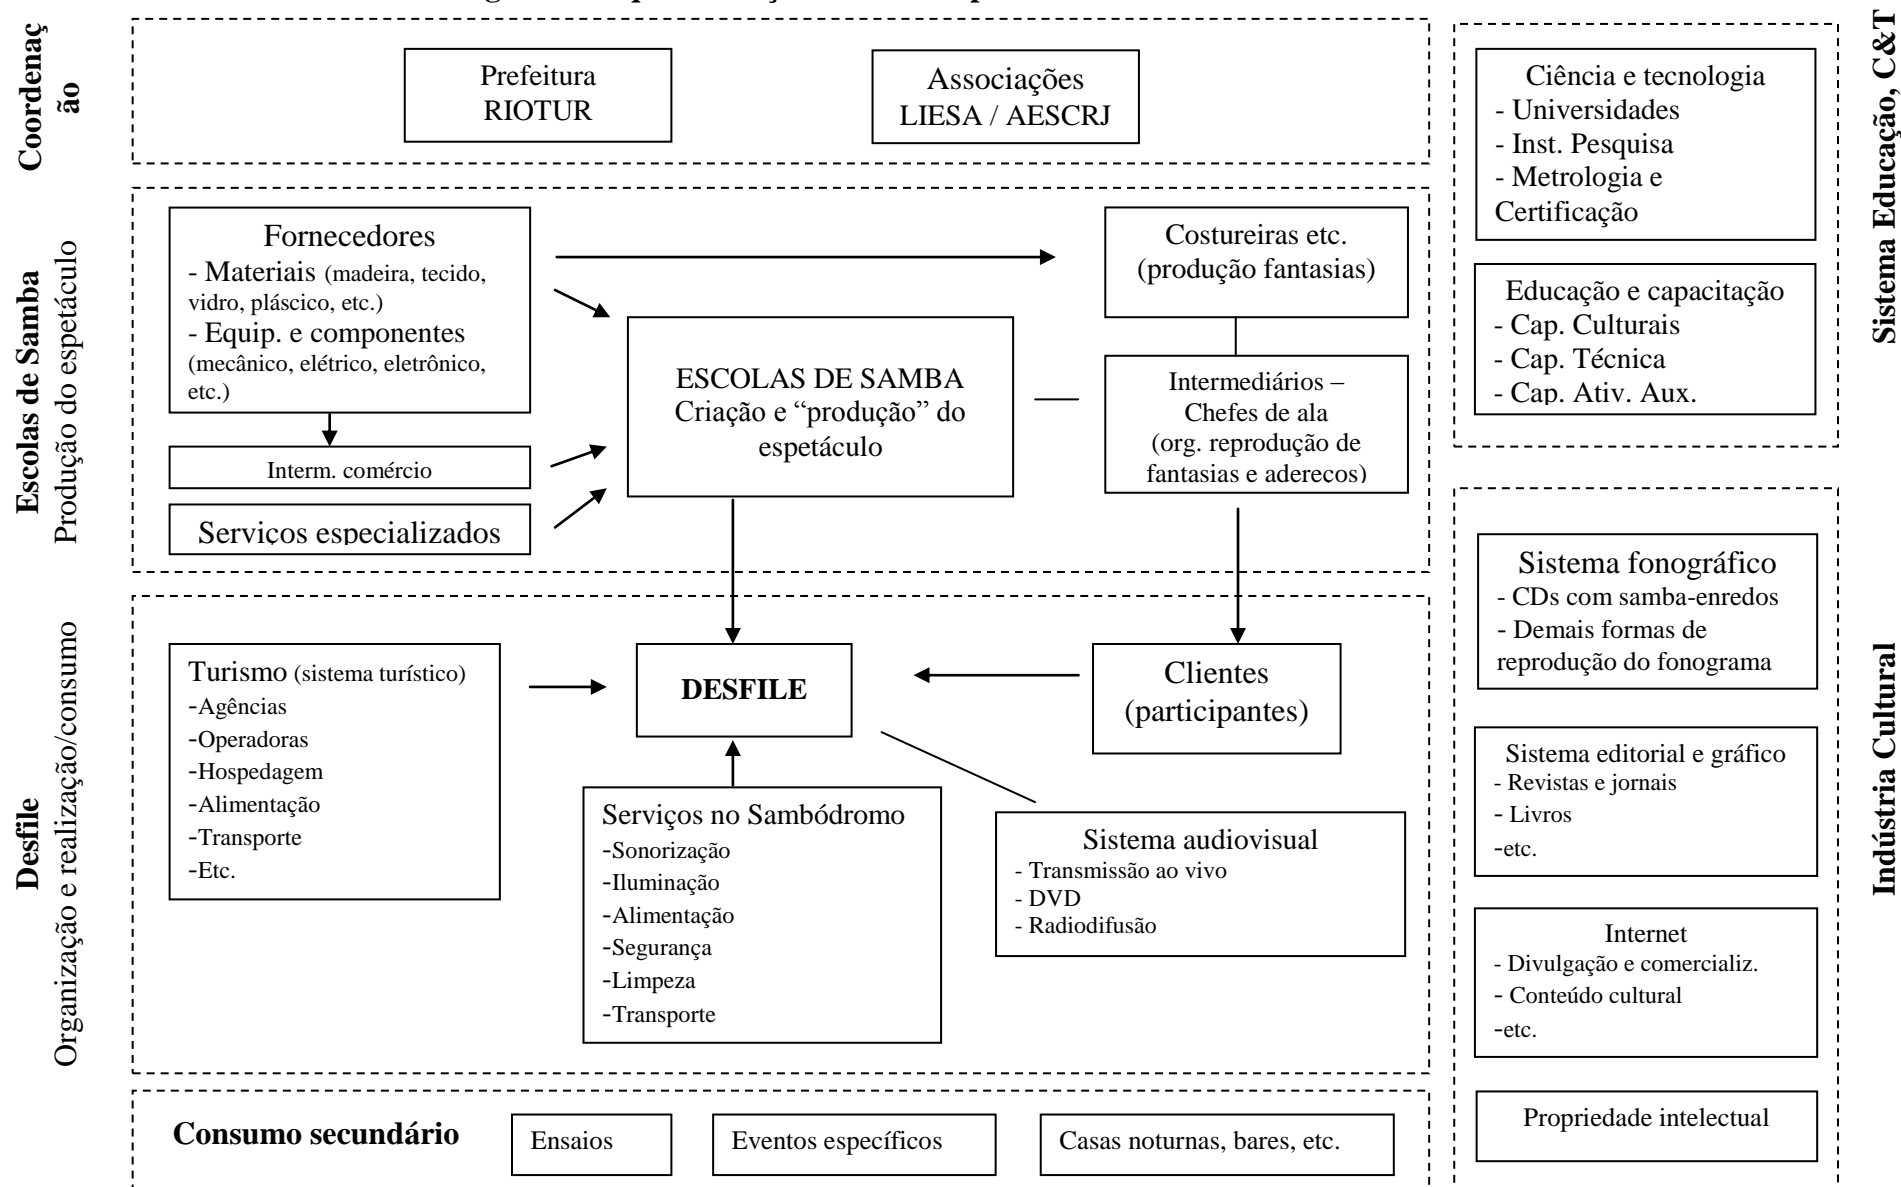 Coordenaç
ão
Prefeitura
RIOTUR
Associações
LIESA / AESCRJ
Escolas de Samba
Produção do espetáculo
Fornecedores
- Materiais (madeira, tecido,
vidro, pláscico, etc.)
- Equip. e componentes
(mecânico, elétrico, eletrônico,
etc.)
Interm. comércio
Serviços especializados
ESCOLAS DE SAMBA
Criação e “produção” do
espetáculo
Costureiras etc.
(produção fantasias)
Intermediários –
Chefes de ala
(org. reprodução de
fantasias e adereços)
Desfile
Organização e realização/consumo
Turismo (sistema turístico)
-Agências
-Operadoras
-Hospedagem
-Alimentação
-Transporte
-Etc.
DESFILE
Clientes
(participantes)
Serviços no Sambódromo
-Sonorização
-Iluminação
-Alimentação
-Segurança
-Limpeza
-Transporte
Sistema audiovisual
- Transmissão ao vivo
- DVD
- Radiodifusão
Consumo secundário
Ensaios
Eventos específicos
Casas noturnas, bares, etc.
Sistema Educação, C&T
Ciência e tecnologia
- Universidades
- Inst. Pesquisa
- Metrologia e
Certificação
Educação e capacitação
- Cap. Culturais
- Cap. Técnica
- Cap. Ativ. Aux.
Indústria Cultural
Sistema fonográfico
- CDs com samba-enredos
- Demais formas de
reprodução do fonograma
Sistema editorial e gráfico
- Revistas e jornais
- Livros
-etc.
Internet
- Divulgação e comercializ.
- Conteúdo cultural
-etc.
Propriedade intelectual